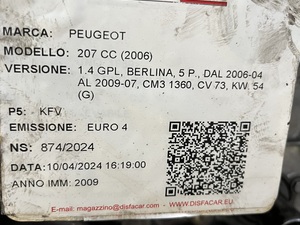 MARCA: PEUGEOT
MODELLO: 207 CC (2006)
VERSIONE: 1.4 GPL, BERLINA, 5 P., DAL 2006-04
AL 2009-07, CM3 1360, CV 73, KW. 54
(G)
P5: KFV
EMISSIONE: EURO 4
NS: 874/2024
DATA: 10/04/2024 16:19:00
ANNO IMM: 2009
E-mail: magazzino@disfacar.com - WWW.DISFACAR.EU